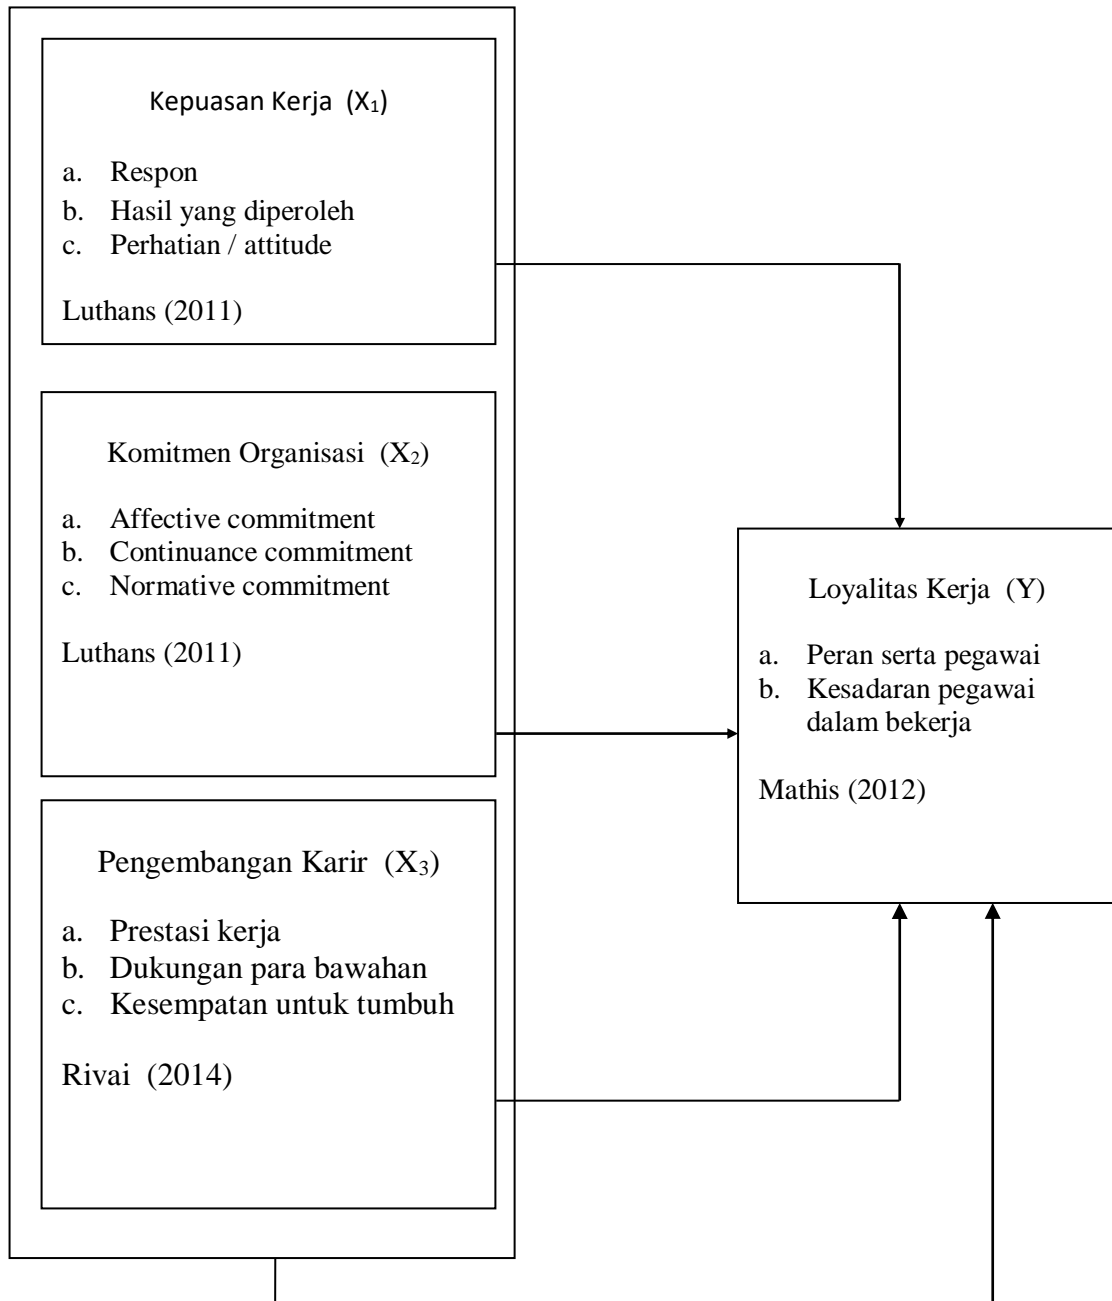 Kepuasan Kerja (X₁)
a. Respon
b. Hasil yang diperoleh
c. Perhatian / attitude
Luthans (2011)
Komitmen Organisasi (X₂)
a. Affective commitment
b. Continuance commitment
c. Normative commitment
Luthans (2011)
Pengembangan Karir (X₃)
a. Prestasi kerja
b. Dukungan para bawahan
c. Kesempatan untuk tumbuh
Rivai (2014)
Loyalitas Kerja (Y)
a. Peran serta pegawai
b. Kesadaran pegawai
dalam bekerja
Mathis (2012)